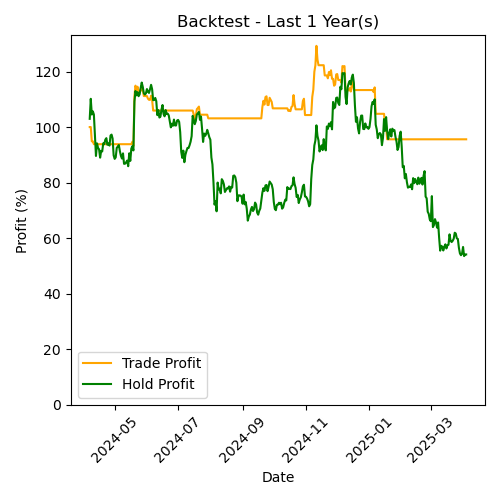 Backtest - Last 1 Year(s)
Profit (%)
120
100
80
60
40
20
0
Trade Profit
Hold Profit
2024-05
2024-07
2024-09
2024-11
2025-01
2025-03
Date